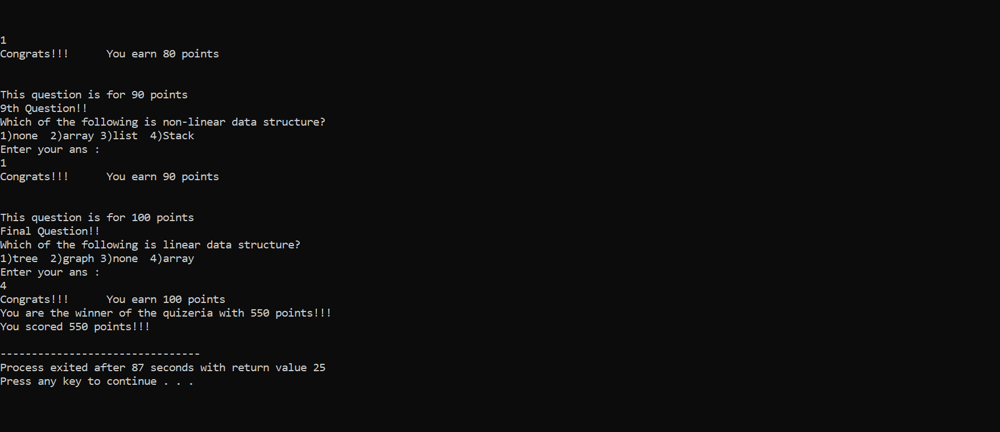 1
Congrats!!!      You earn 80 points
This question is for 90 points
9th Question!!
Which of the following is non-linear data structure?
1)none  2)array 3)list  4)Stack
Enter your ans :
1
Congrats!!!      You earn 90 points
This question is for 100 points
Final Question!!
Which of the following is linear data structure?
1)tree  2)graph 3)none  4)array
Enter your ans :
4
Congrats!!!      You earn 100 points
You are the winner of the quizeria with 550 points!!!
You scored 550 points!!!
--------------------------------
Process exited after 87 seconds with return value 25
Press any key to continue . . .